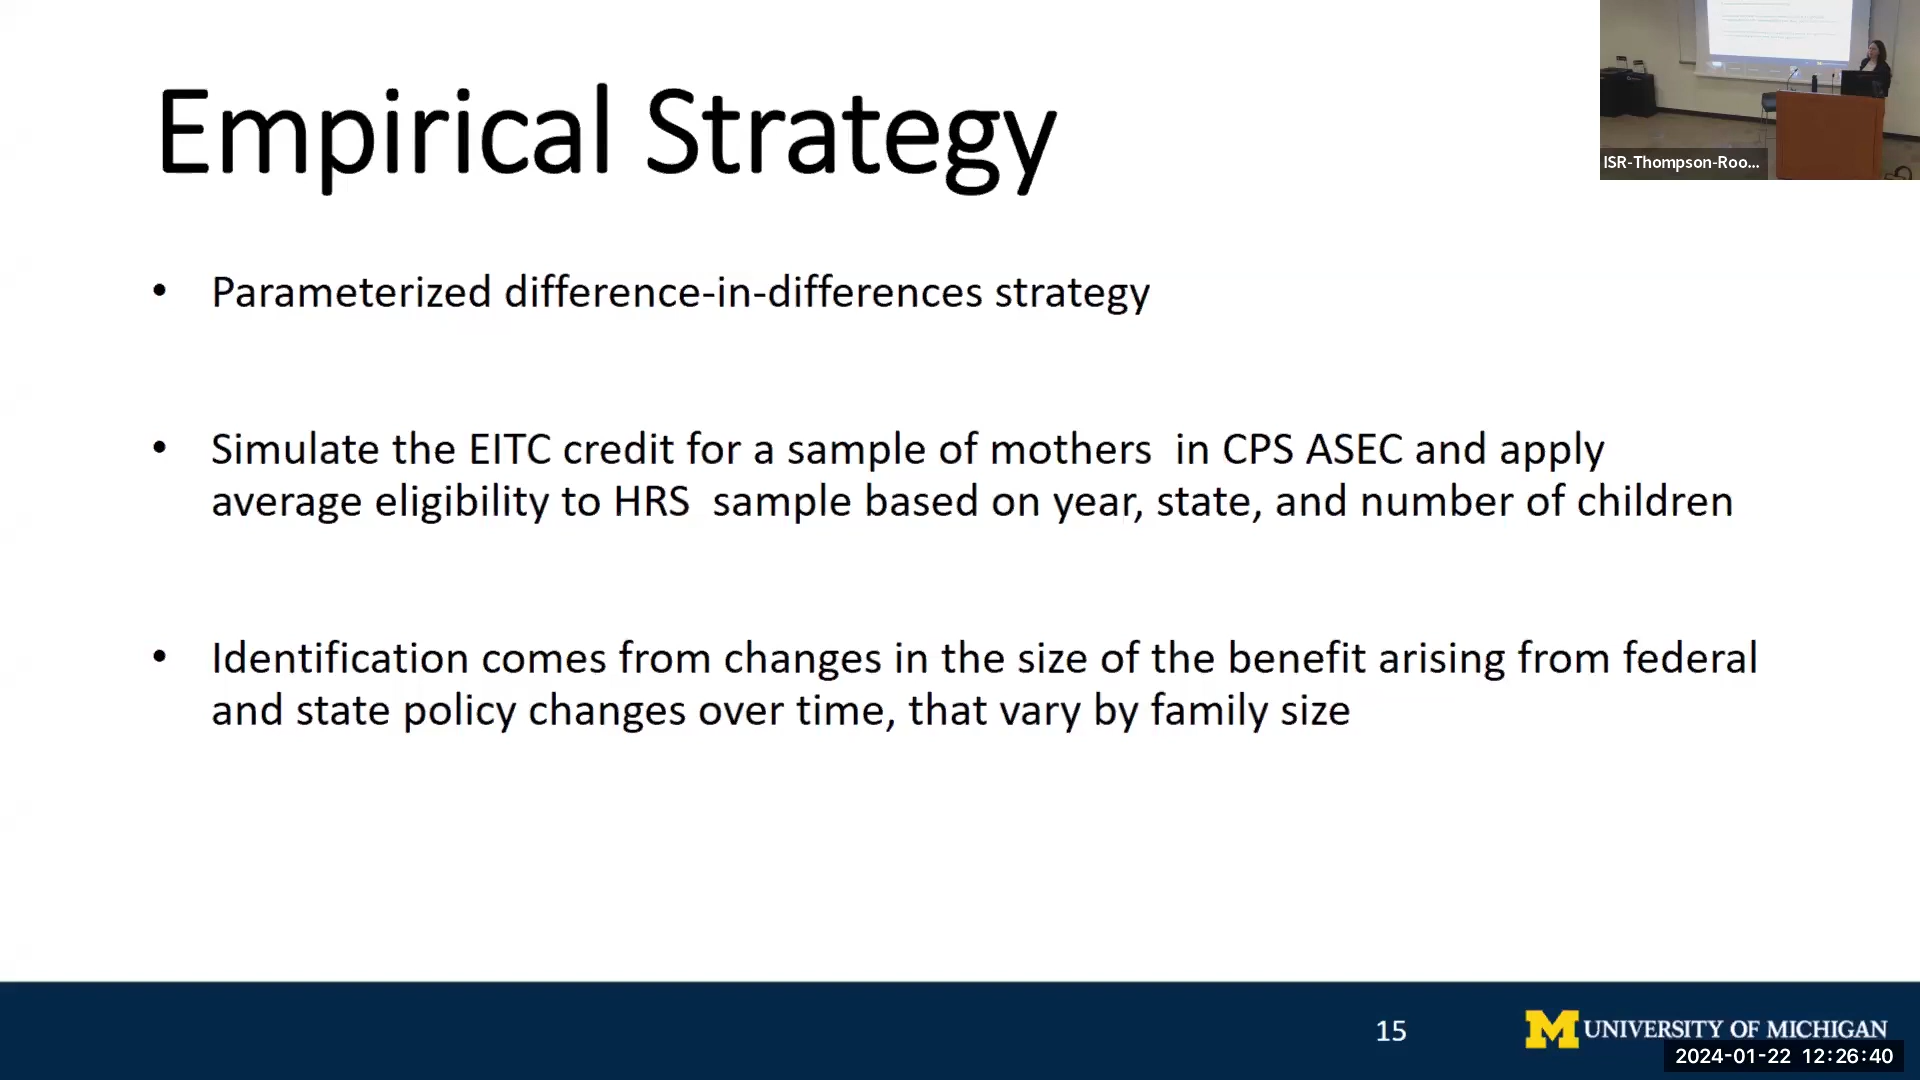 Empirical Strategy
ISR-Thompson-Roo...
• Parameterized difference-in-differences strategy
• Simulate the EITC credit for a sample of mothers in CPS ASEC and apply
average eligibility to HRS sample based on year, state, and number of children
• Identification comes from changes in the size of the benefit arising from federal
and state policy changes over time, that vary by family size
15
M UNIVERSITY OF MICHIGAN
2024-01-22 12:26:40